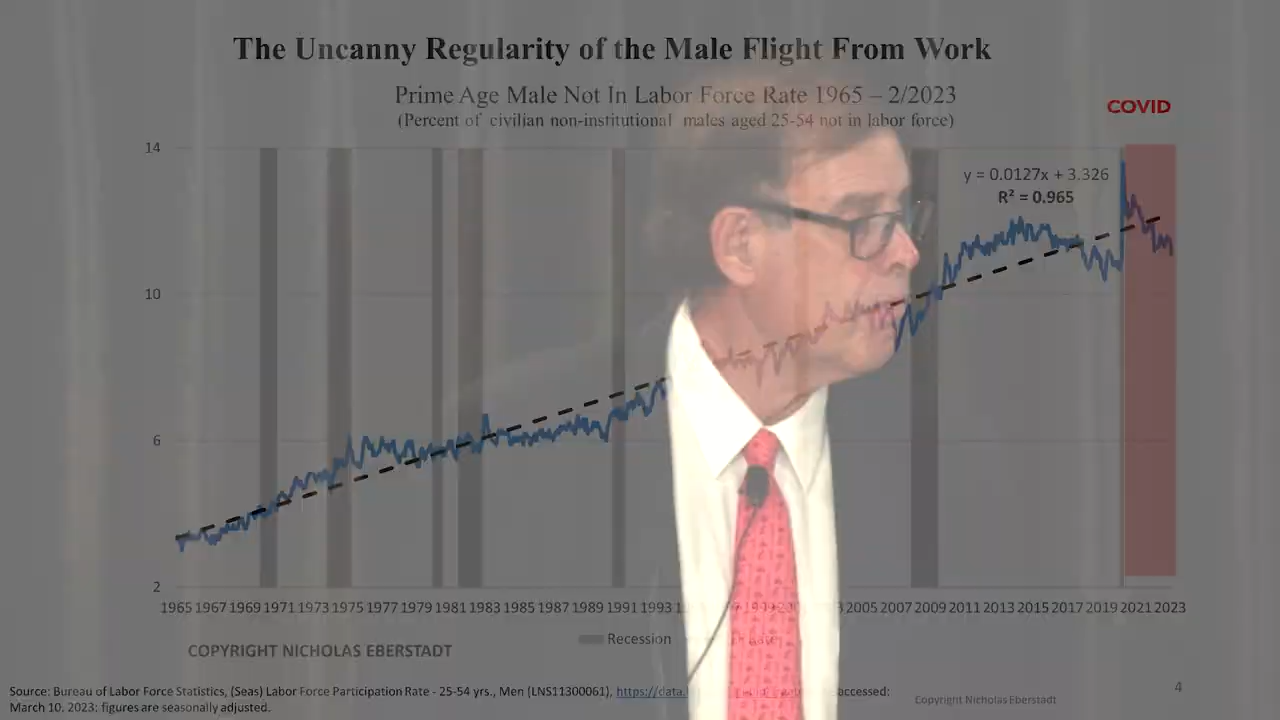 The Uncanny Regularity of the Male Flight From Work
Prime Age Male Not In Labor Force Rate 1965 – 2/2023
(Percent of civilian non-institutional males aged 25-54 not in labor force)
COVID
14
y = 0.0127x + 3.326
R² = 0.965
10
6
2
1965 1967 1969 1971 1973 1975 1977 1979 1981 1983 1985 1987 1989 1991 1993 2005 2007 2009 2011 2013 2015 2017 2019 2021 2023
Recession
COPYRIGHT NICHOLAS EBERSTADT
4
Source: Bureau of Labor Force Statistics, (Seas) Labor Force Participation Rate - 25-54 yrs., Men (LNS11300061), https://data. accessed:
March 10, 2023; figures are seasonally adjusted.
Copyright Nicholas Eberstadt